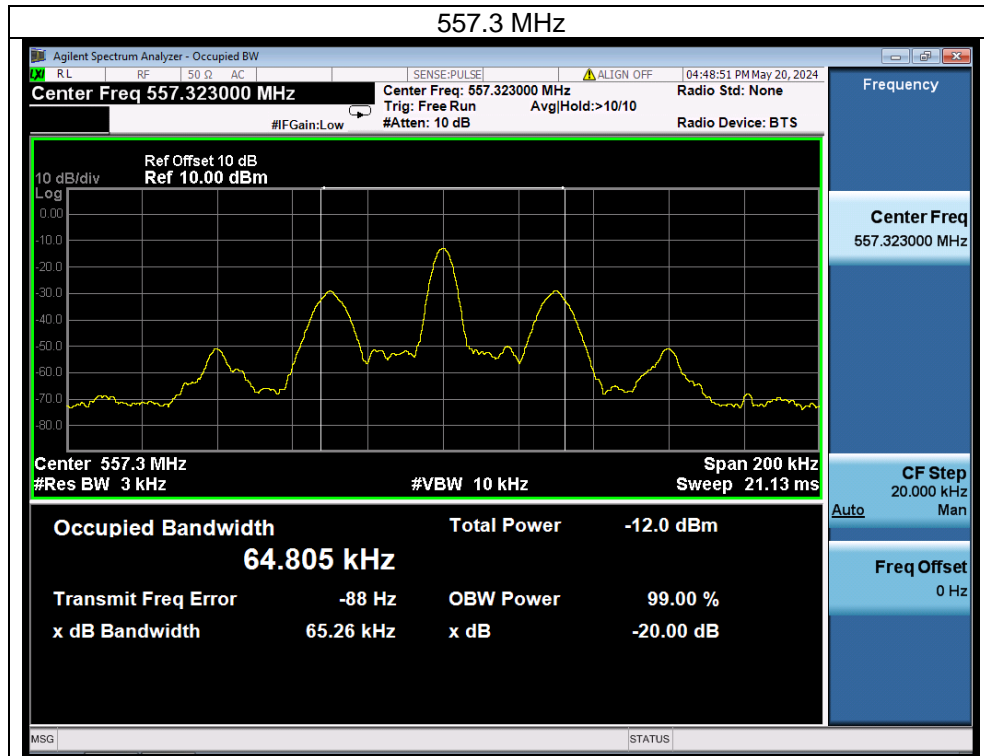 557.3 MHz
Agilent Spectrum Analyzer - Occupied BW
LXI RL RF 50 Ω AC SENSE:PULSE ALIGN OFF 04:48:51 PM May 20, 2024
Center Freq 557.323000 MHz
Center Freq: 557.323000 MHz
Radio Std: None
Trig: Free Run Avg|Hold:>10/10
#IFGain:Low
#Atten: 10 dB
Radio Device: BTS
Ref Offset 10 dB
10 dB/div Ref 10.00 dBm
Log
0.00
-10.0
-20.0
-30.0
-40.0
-50.0
-60.0
-70.0
-80.0
Center 557.3 MHz Span 200 kHz
#Res BW 3 kHz #VBW 10 kHz Sweep 21.13 ms
Occupied Bandwidth Total Power -12.0 dBm
64.805 kHz
Transmit Freq Error -88 Hz OBW Power 99.00 %
x dB Bandwidth 65.26 kHz x dB -20.00 dB
MSG STATUS
Frequency
Center Freq
557.323000 MHz
CF Step
20.000 kHz
Auto Man
Freq Offset
0 Hz